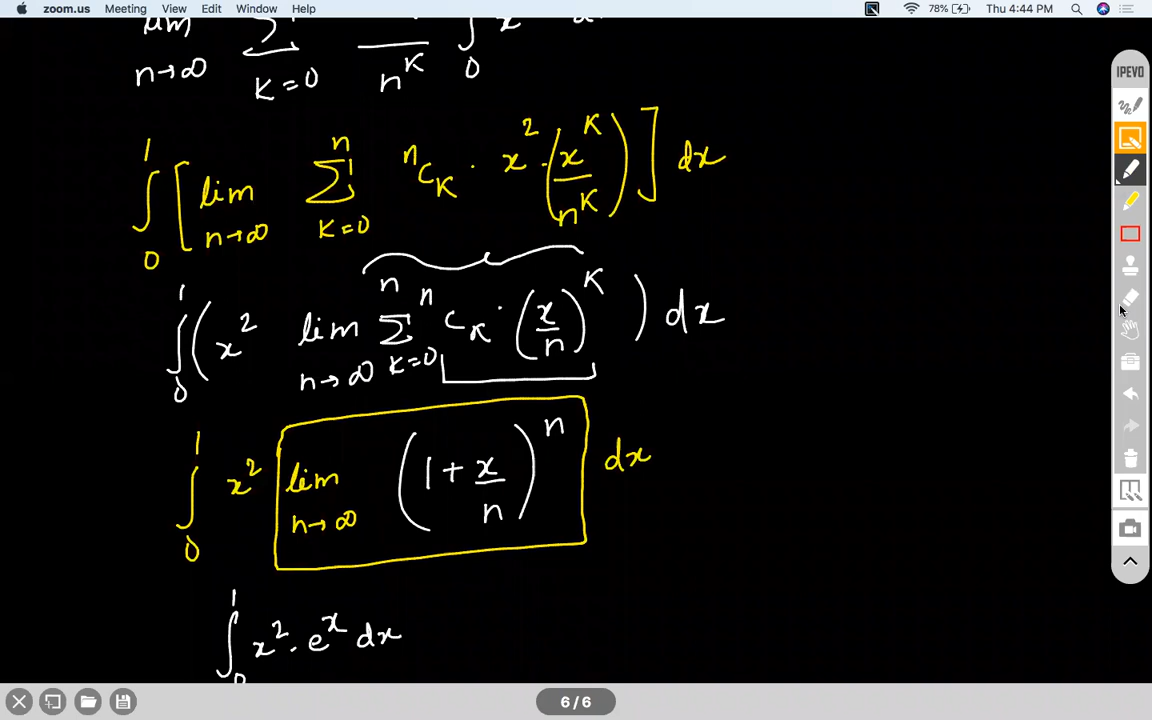 zoom.us Meeting View Edit Window Help 78% Thu 4:44 PM
lim n→∞ Σ K=0 / n^K ∫ 0 x
IPEVO
∫ 0 1 [ lim n→∞ Σ K=0 n nC_K · x^2 · ( x^K / n^K ) ] dx
∫ 0 1 ( x^2 lim n→∞ Σ K=0 n nC_K · ( x / n )^K ) dx
∫ 0 1 x^2 lim n→∞ ( 1 + x / n )^n dx
∫ 0 1 x^2 . e^x dx
6 / 6